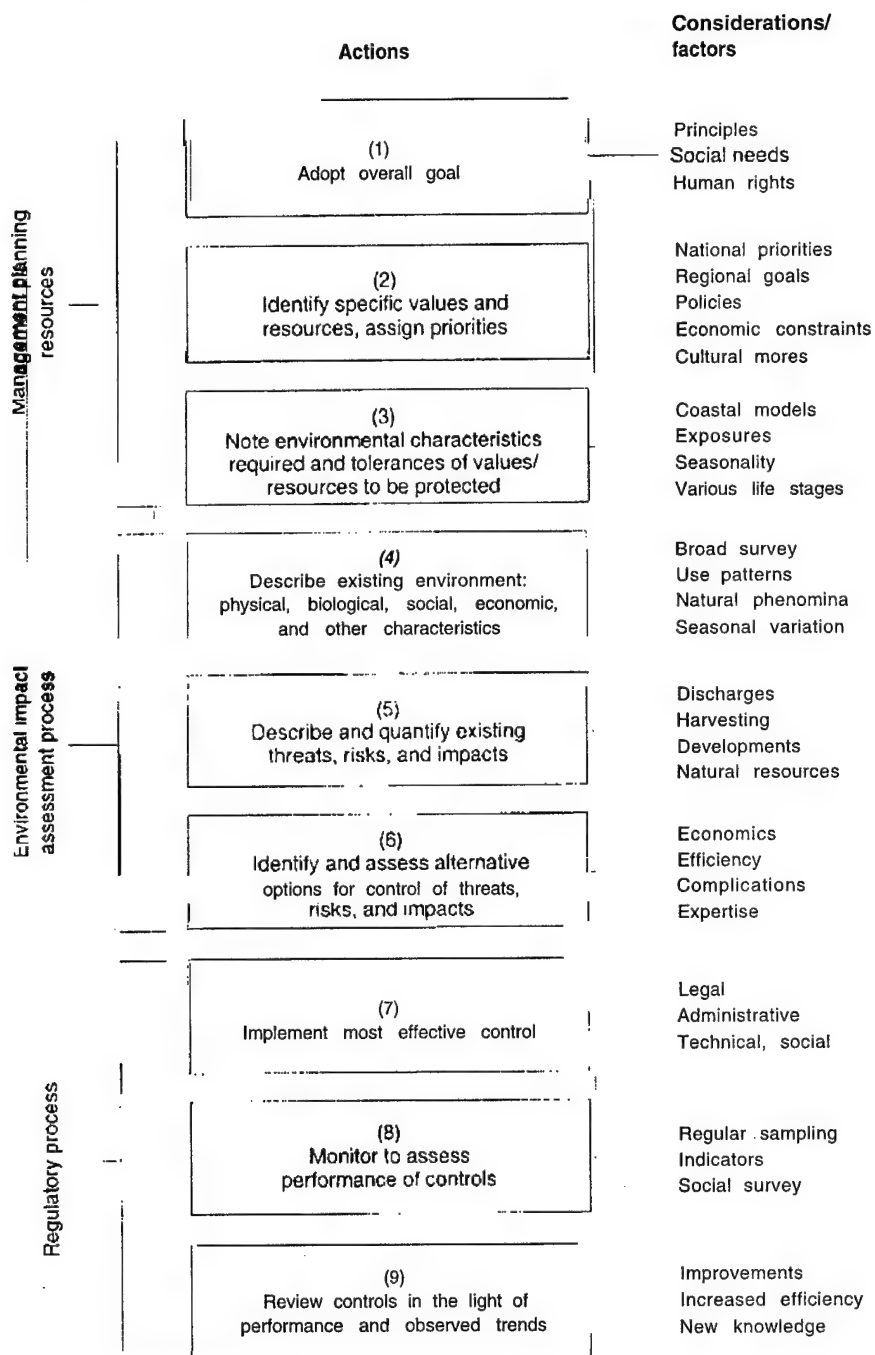 Actions
Considerations/
factors
Management planning
resources
(1)
Adopt overall goal
Principles
Social needs
Human rights
(2)
Identify specific values and
resources, assign priorities
National priorities
Regional goals
Policies
Economic constraints
Cultural mores
(3)
Note environmental characteristics
required and tolerances of values/
resources to be protected
Coastal models
Exposures
Seasonality
Various life stages
Environmental impact
assessment process
(4)
Describe existing environment:
physical, biological, social, economic,
and other characteristics
Broad survey
Use patterns
Natural phenomina
Seasonal variation
(5)
Describe and quantify existing
threats, risks, and impacts
Discharges
Harvesting
Developments
Natural resources
(6)
Identify and assess alternative
options for control of threats,
risks, and impacts
Economics
Efficiency
Complications
Expertise
Regulatory process
(7)
Implement most effective control
Legal
Administrative
Technical, social
(8)
Monitor to assess
performance of controls
Regular sampling
Indicators
Social survey
(9)
Review controls in the light of
performance and observed trends
Improvements
Increased efficiency
New knowledge